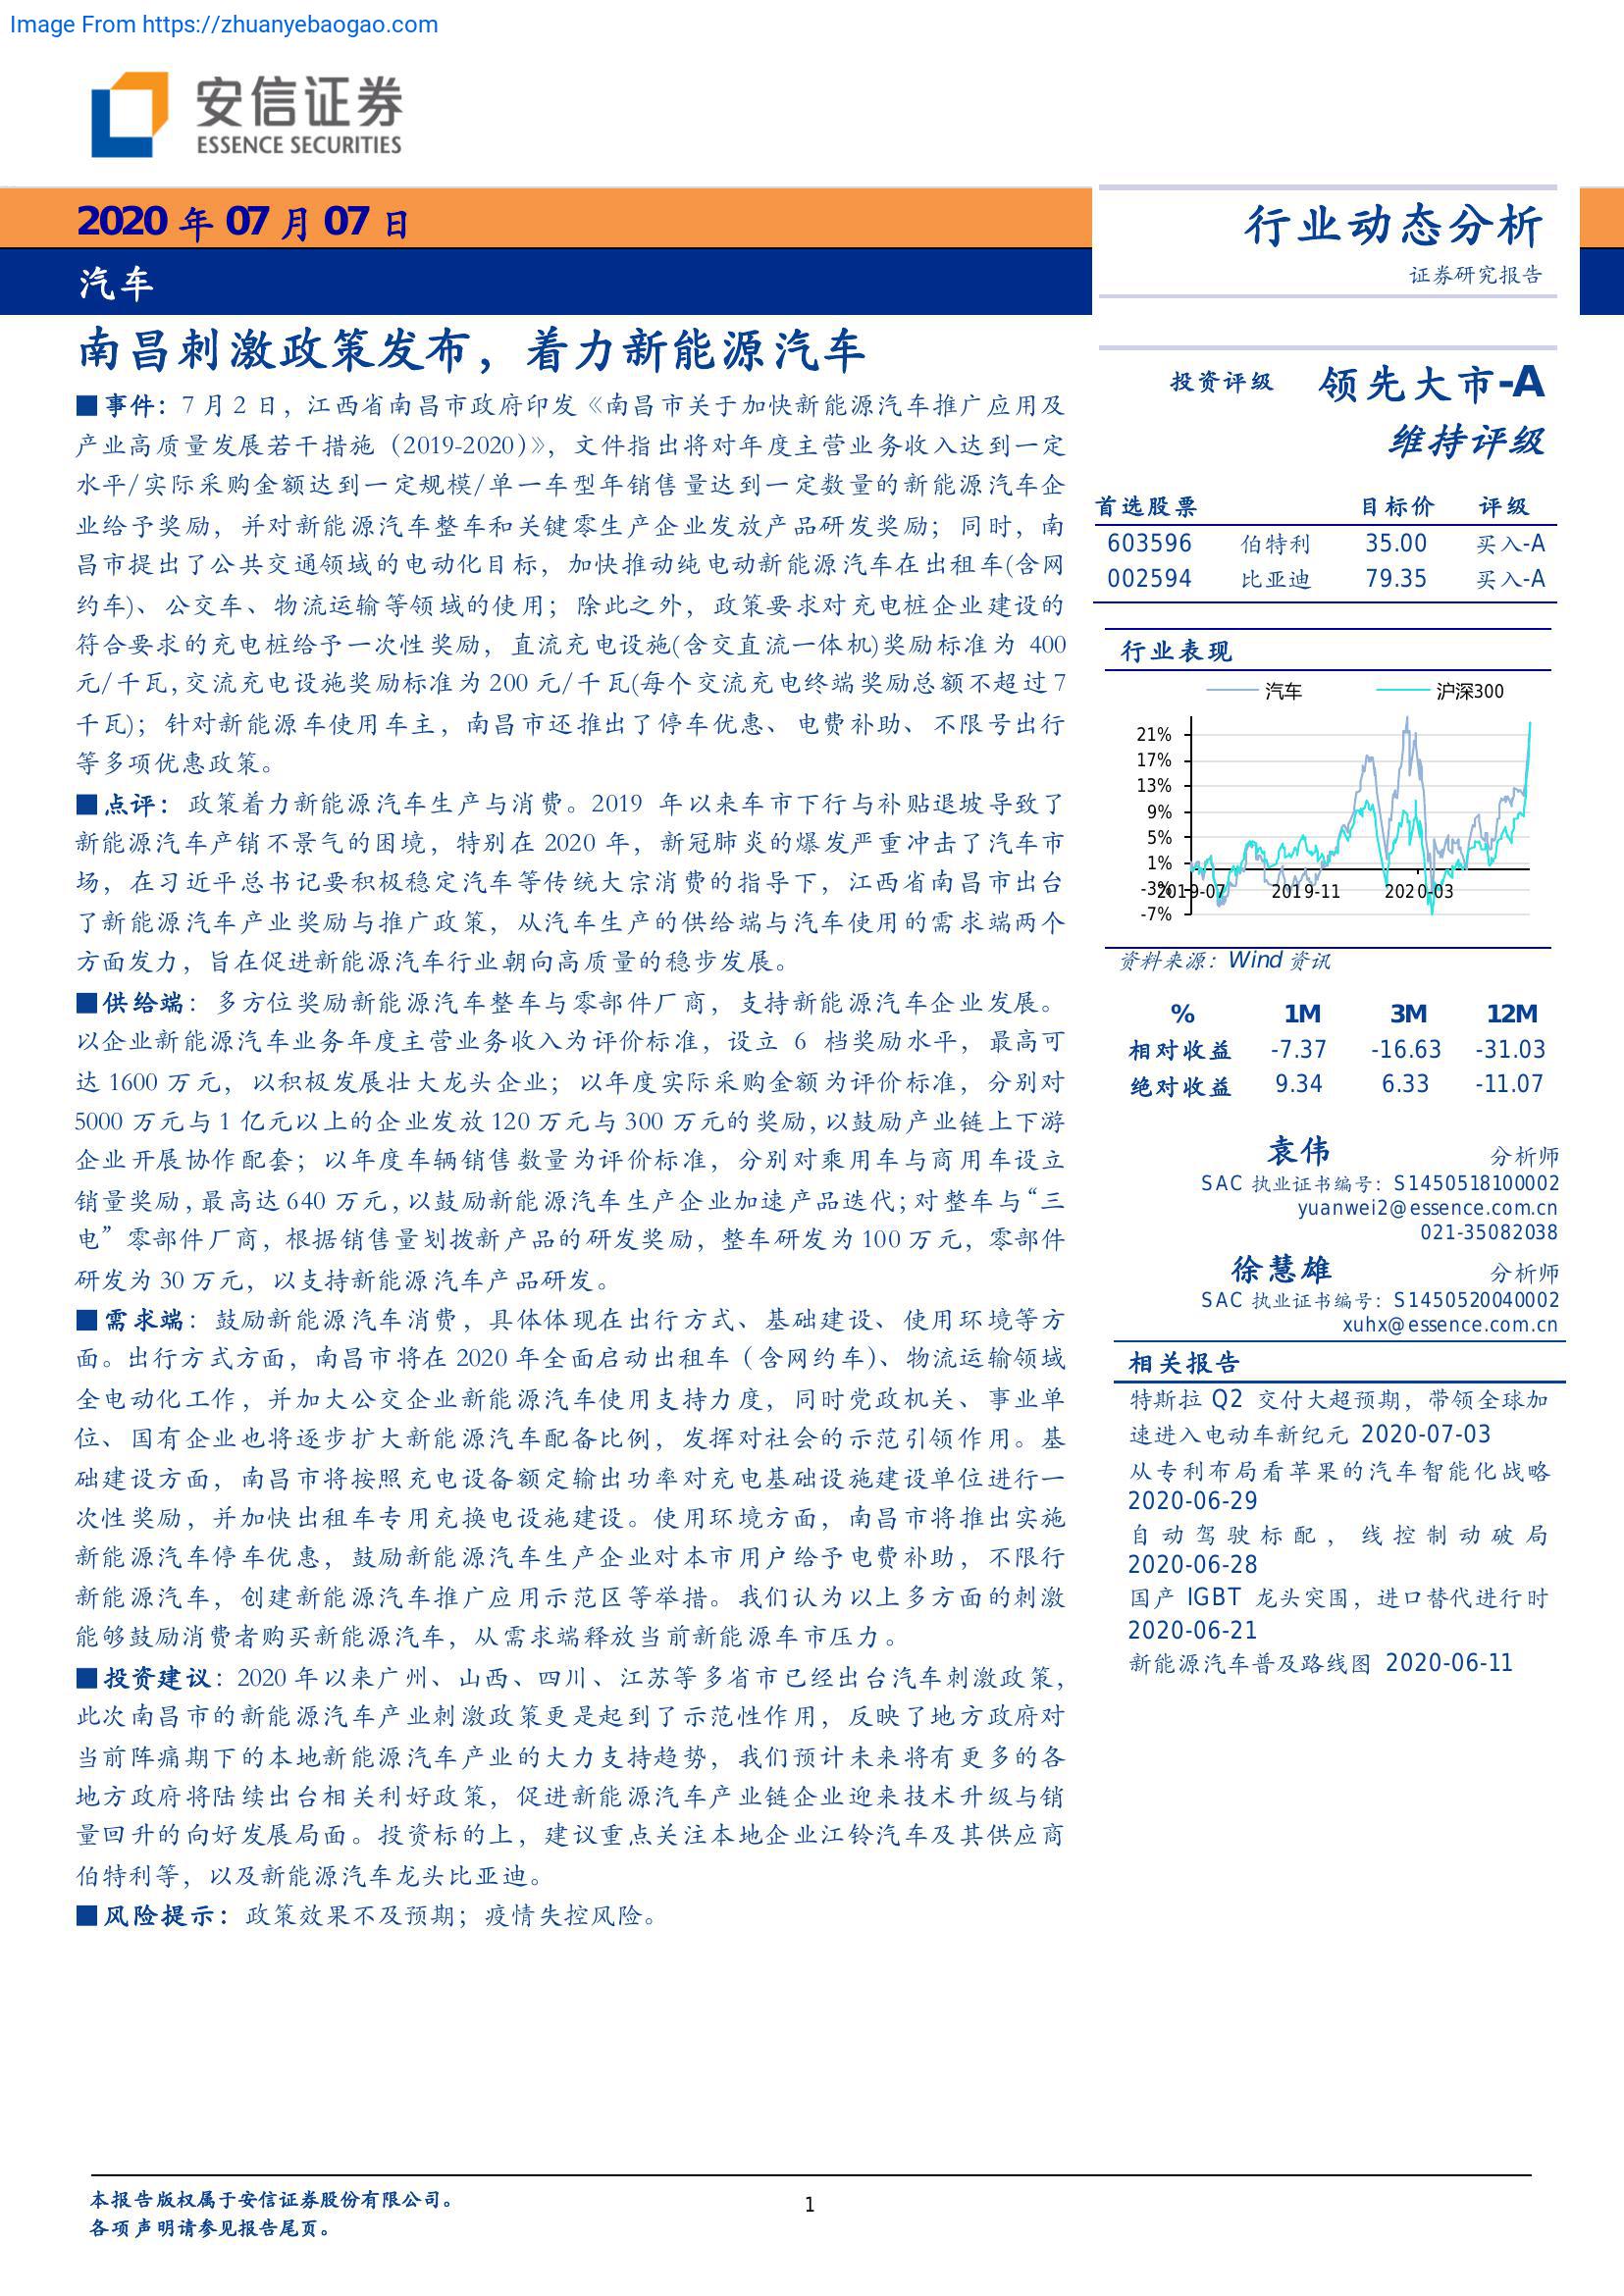 Image From https://zhuanyebaogao.com
安信证券
ESSENCE SECURITIES
2020 年 07 月 07 日
汽车
行业动态分析
证券研究报告
南昌刺激政策发布，着力新能源汽车
■事件：7 月 2 日，江西省南昌市政府印发《南昌市关于加快新能源汽车推广应用及
产业高质量发展若干措施（2019-2020）》，文件指出将对年度主营业务收入达到一定
水平/实际采购金额达到一定规模/单一车型年销售量达到一定数量的新能源汽车企
业给予奖励，并对新能源汽车整车和关键零生产企业发放产品研发奖励；同时，南
昌市提出了公共交通领域的电动化目标，加快推动纯电动新能源汽车在出租车(含网
约车)、公交车、物流运输等领域的使用；除此之外，政策要求对充电桩企业建设的
符合要求的充电桩给予一次性奖励，直流充电设施(含交直流一体机)奖励标准为 400
元/千瓦,交流充电设施奖励标准为 200 元/千瓦(每个交流充电终端奖励总额不超过 7
千瓦)；针对新能源车使用车主，南昌市还推出了停车优惠、电费补助、不限号出行
等多项优惠政策。
■点评：政策着力新能源汽车生产与消费。2019 年以来车市下行与补贴退坡导致了
新能源汽车产销不景气的困境，特别在 2020 年，新冠肺炎的爆发严重冲击了汽车市
场，在习近平总书记要积极稳定汽车等传统大宗消费的指导下，江西省南昌市出台
了新能源汽车产业奖励与推广政策，从汽车生产的供给端与汽车使用的需求端两个
方面发力，旨在促进新能源汽车行业朝向高质量的稳步发展。
■供给端：多方位奖励新能源汽车整车与零部件厂商，支持新能源汽车企业发展。
以企业新能源汽车业务年度主营业务收入为评价标准，设立 6 档奖励水平，最高可
达 1600 万元，以积极发展壮大龙头企业；以年度实际采购金额为评价标准，分别对
5000 万元与 1 亿元以上的企业发放 120 万元与 300 万元的奖励,以鼓励产业链上下游
企业开展协作配套；以年度车辆销售数量为评价标准，分别对乘用车与商用车设立
销量奖励,最高达 640 万元,以鼓励新能源汽车生产企业加速产品迭代;对整车与“三
电”零部件厂商，根据销售量划拨新产品的研发奖励，整车研发为 100 万元，零部件
研发为 30 万元，以支持新能源汽车产品研发。
■需求端：鼓励新能源汽车消费，具体体现在出行方式、基础建设、使用环境等方
面。出行方式方面，南昌市将在 2020 年全面启动出租车（含网约车)、物流运输领域
全电动化工作，并加大公交企业新能源汽车使用支持力度，同时党政机关、事业单
位、国有企业也将逐步扩大新能源汽车配备比例，发挥对社会的示范引领作用。基
础建设方面，南昌市将按照充电设备额定输出功率对充电基础设施建设单位进行一
次性奖励，并加快出租车专用充换电设施建设。使用环境方面，南昌市将推出实施
新能源汽车停车优惠，鼓励新能源汽车生产企业对本市用户给予电费补助，不限行
新能源汽车，创建新能源汽车推广应用示范区等举措。我们认为以上多方面的刺激
能够鼓励消费者购买新能源汽车，从需求端释放当前新能源车市压力。
■投资建议：2020 年以来广州、山西、四川、江苏等多省市已经出台汽车刺激政策，
此次南昌市的新能源汽车产业刺激政策更是起到了示范性作用，反映了地方政府对
当前阵痛期下的本地新能源汽车产业的大力支持趋势，我们预计未来将有更多的各
地方政府将陆续出台相关利好政策，促进新能源汽车产业链企业迎来技术升级与销
量回升的向好发展局面。投资标的上，建议重点关注本地企业江铃汽车及其供应商
伯特利等，以及新能源汽车龙头比亚迪。
■风险提示：政策效果不及预期；疫情失控风险。
投资评级 领先大市-A
维持评级
首选股票 目标价 评级
603596 伯特利 35.00 买入-A
002594 比亚迪 79.35 买入-A
行业表现
汽车 沪深300
21%
17%
13%
9%
5%
1%
-3%
-7%
2019-07 2019-11 2020-03
资料来源：Wind 资讯
% 1M 3M 12M
相对收益 -7.37 -16.63 -31.03
绝对收益 9.34 6.33 -11.07
袁伟 分析师
SAC 执业证书编号：S1450518100002
yuanwei2@essence.com.cn
021-35082038
徐慧雄 分析师
SAC 执业证书编号：S1450520040002
xuhx@essence.com.cn
相关报告
特斯拉 Q2 交付大超预期，带领全球加
速进入电动车新纪元 2020-07-03
从专利布局看苹果的汽车智能化战略
2020-06-29
自动驾驶标配，线控制动破局
2020-06-28
国产 IGBT 龙头突围，进口替代进行时
2020-06-21
新能源汽车普及路线图 2020-06-11
本报告版权属于安信证券股份有限公司。
各项声明请参见报告尾页。
1